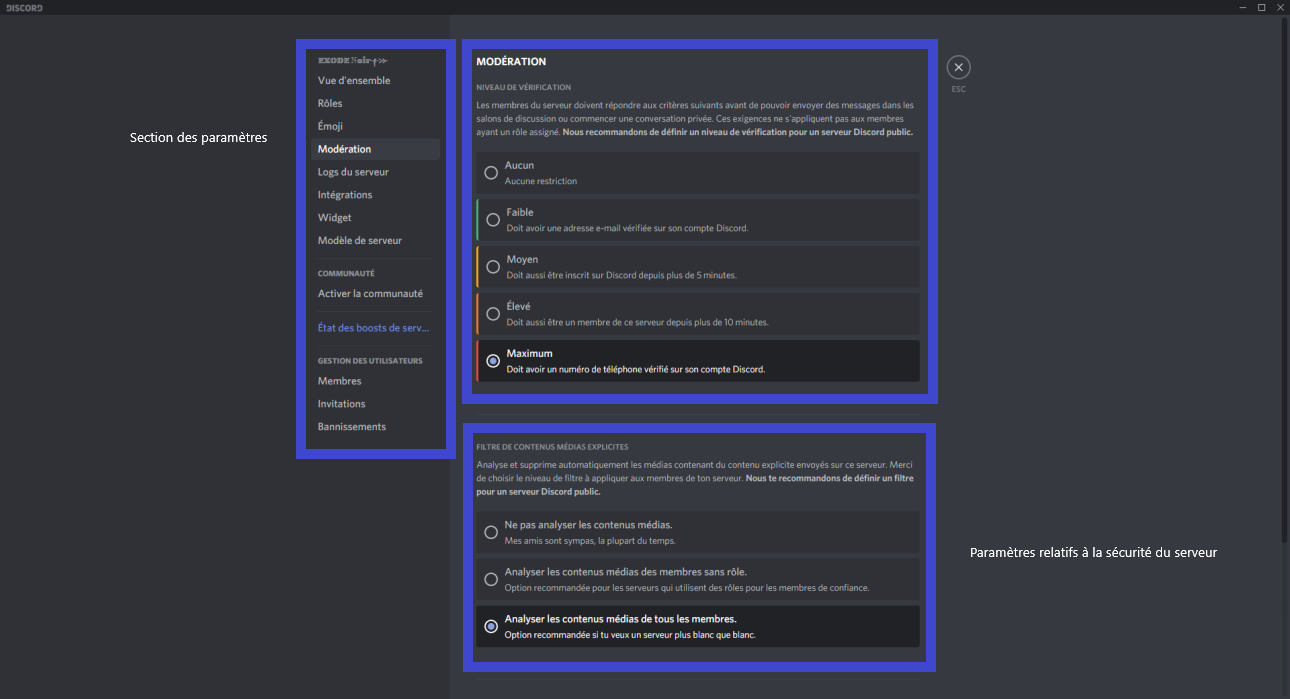 DISCORD
Section des paramètres
EXODE Noir
Vue d'ensemble
Rôles
Émoji
Modération
Logs du serveur
Intégrations
Widget
Modèle de serveur
COMMUNAUTÉ
Activer la communauté
État des boosts de serv...
GESTION DES UTILISATEURS
Membres
Invitations
Bannissements
MODÉRATION
NIVEAU DE VÉRIFICATION
Les membres du serveur doivent répondre aux critères suivants avant de pouvoir envoyer des messages dans les
salons de discussion ou commencer une conversation privée. Ces exigences ne s'appliquent pas aux membres
ayant un rôle assigné. Nous recommandons de définir un niveau de vérification pour un serveur Discord public.
Aucun
Aucune restriction
Faible
Doit avoir une adresse e-mail vérifiée sur son compte Discord.
Moyen
Doit aussi être inscrit sur Discord depuis plus de 5 minutes.
Élevé
Doit aussi être un membre de ce serveur depuis plus de 10 minutes.
Maximum
Doit avoir un numéro de téléphone vérifié sur son compte Discord.
ESC
FILTRE DE CONTENUS MÉDIAS EXPLICITES
Analyse et supprime automatiquement les médias contenant du contenu explicite envoyés sur ce serveur. Merci
de choisir le niveau de filtre à appliquer aux membres de ton serveur. Nous te recommandons de définir un filtre
pour un serveur Discord public.
Ne pas analyser les contenus médias.
Mes amis sont sympas, la plupart du temps.
Analyser les contenus médias des membres sans rôle.
Option recommandée pour les serveurs qui utilisent des rôles pour les membres de confiance.
Analyser les contenus médias de tous les membres.
Option recommandée si tu veux un serveur plus blanc que blanc.
Paramètres relatifs à la sécurité du serveur